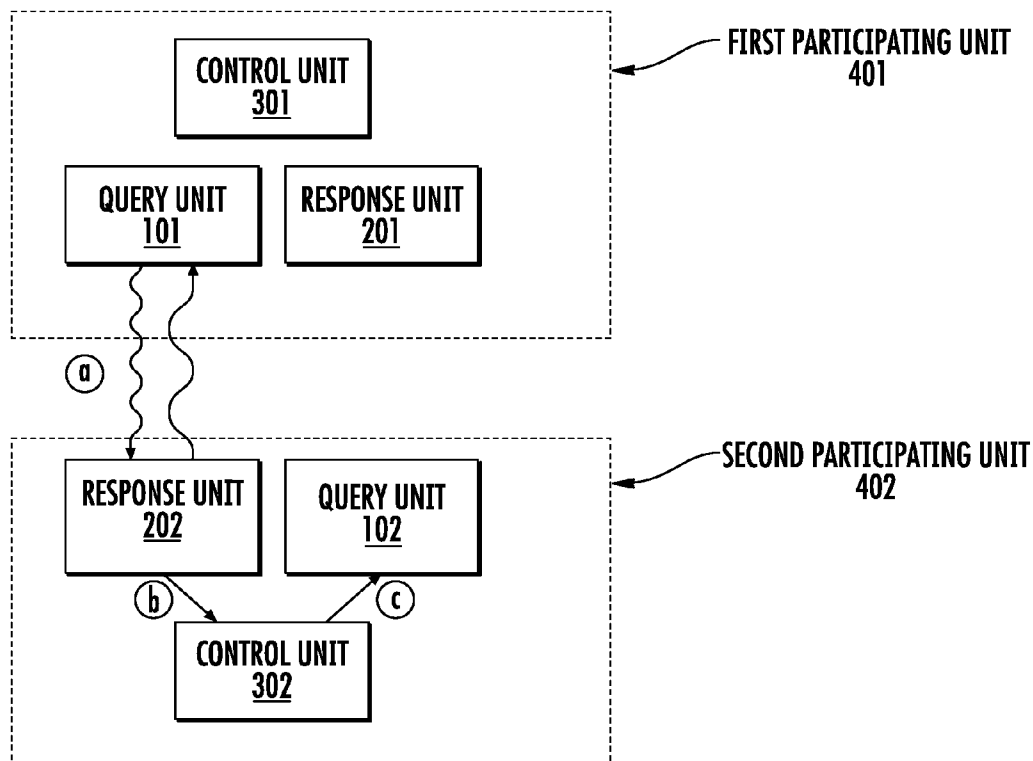 CONTROL UNIT
301
FIRST PARTICIPATING UNIT
401
QUERY UNIT
101
RESPONSE UNIT
201
a
RESPONSE UNIT
202
QUERY UNIT
102
SECOND PARTICIPATING UNIT
402
b
c
CONTROL UNIT
302